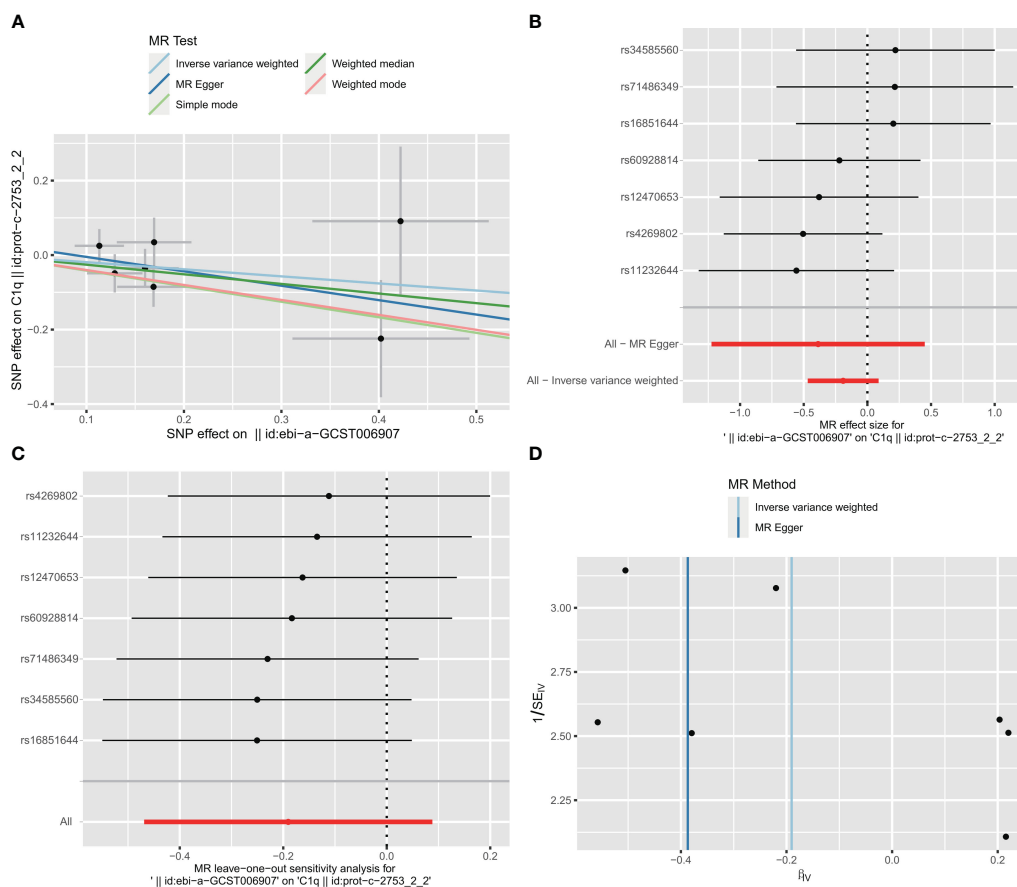 A
MR Test
Inverse variance weighted
MR Egger
Simple mode
Weighted median
Weighted mode
SNP effect on C1q || id:prot-c-2753_2_2
0.2
0.0
−0.2
−0.4
0.1
0.2
0.3
0.4
0.5
SNP effect on || id:ebi-a-GCST006907
B
rs34585560
rs71486349
rs16851644
rs60928814
rs12470653
rs4269802
rs11232644
All − MR Egger
All − Inverse variance weighted
−1.0
−0.5
0.0
0.5
1.0
MR effect size for
' || id:ebi-a-GCST006907' on 'C1q || id:prot-c-2753_2_2'
C
rs4269802
rs11232644
rs12470653
rs60928814
rs71486349
rs34585560
rs16851644
All
−0.4
−0.2
0.0
0.2
MR leave−one−out sensitivity analysis for
' || id:ebi-a-GCST006907' on 'C1q || id:prot-c-2753_2_2'
D
MR Method
Inverse variance weighted
MR Egger
1/SE_IV
3.00
2.75
2.50
2.25
−0.4
−0.2
0.0
0.2
β_IV